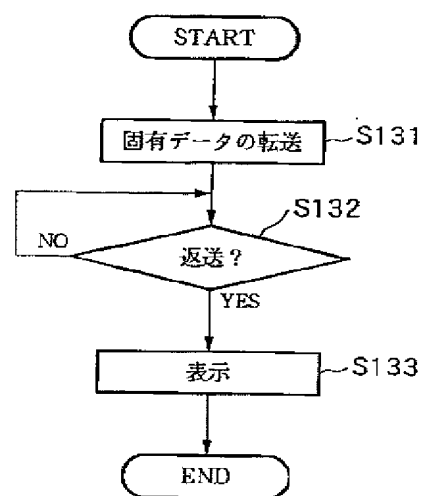 START
固有データの転送
S131
S132
NO
返送？
YES
表示
S133
END